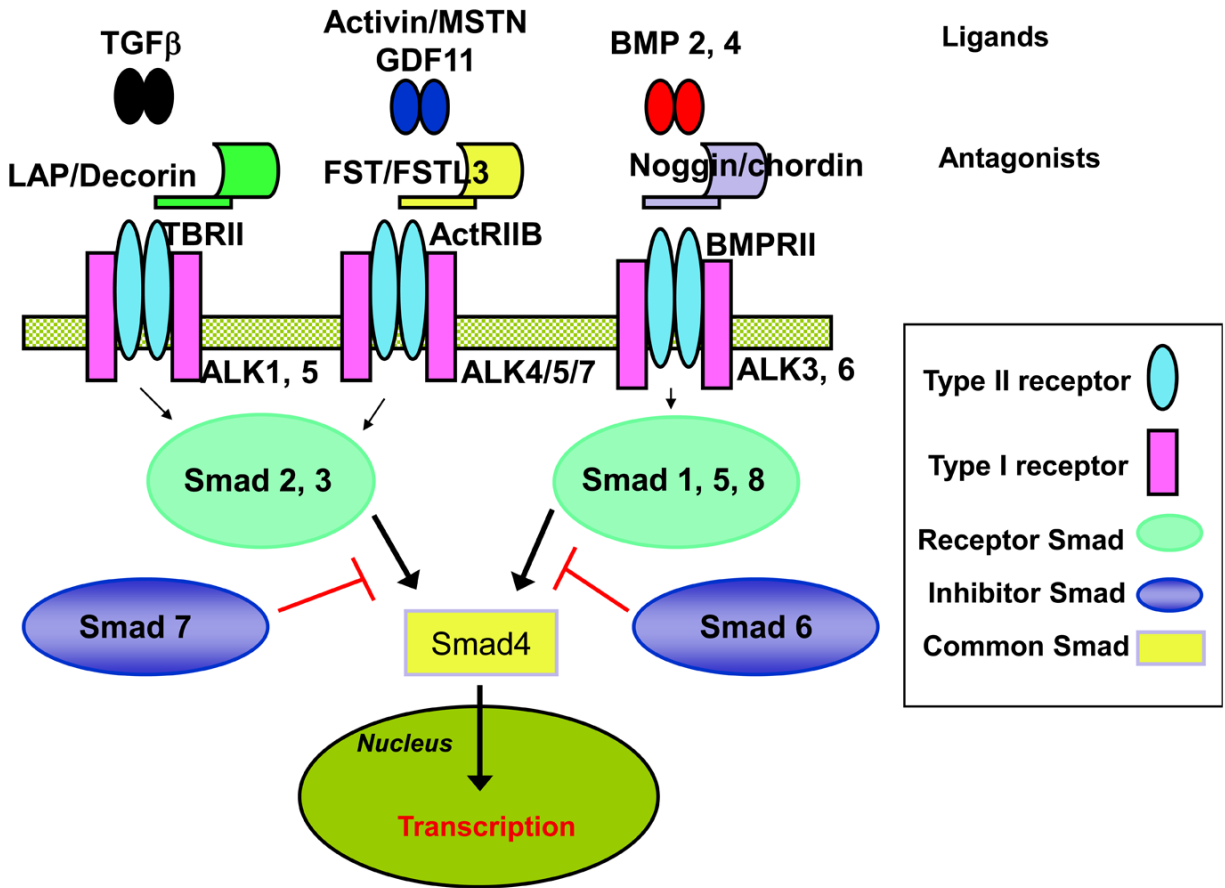 TGFβ
Activin/MSTN
GDF11
BMP 2, 4
Ligands
LAP/Decorin
FST/FSTL3
Noggin/chordin
Antagonists
TBRII
ActRIIB
BMPRII
ALK1, 5
ALK4/5/7
ALK3, 6
Smad 2, 3
Smad 1, 5, 8
Smad 7
Smad4
Smad 6
Nucleus
Transcription
Type II receptor
Type I receptor
Receptor Smad
Inhibitor Smad
Common Smad